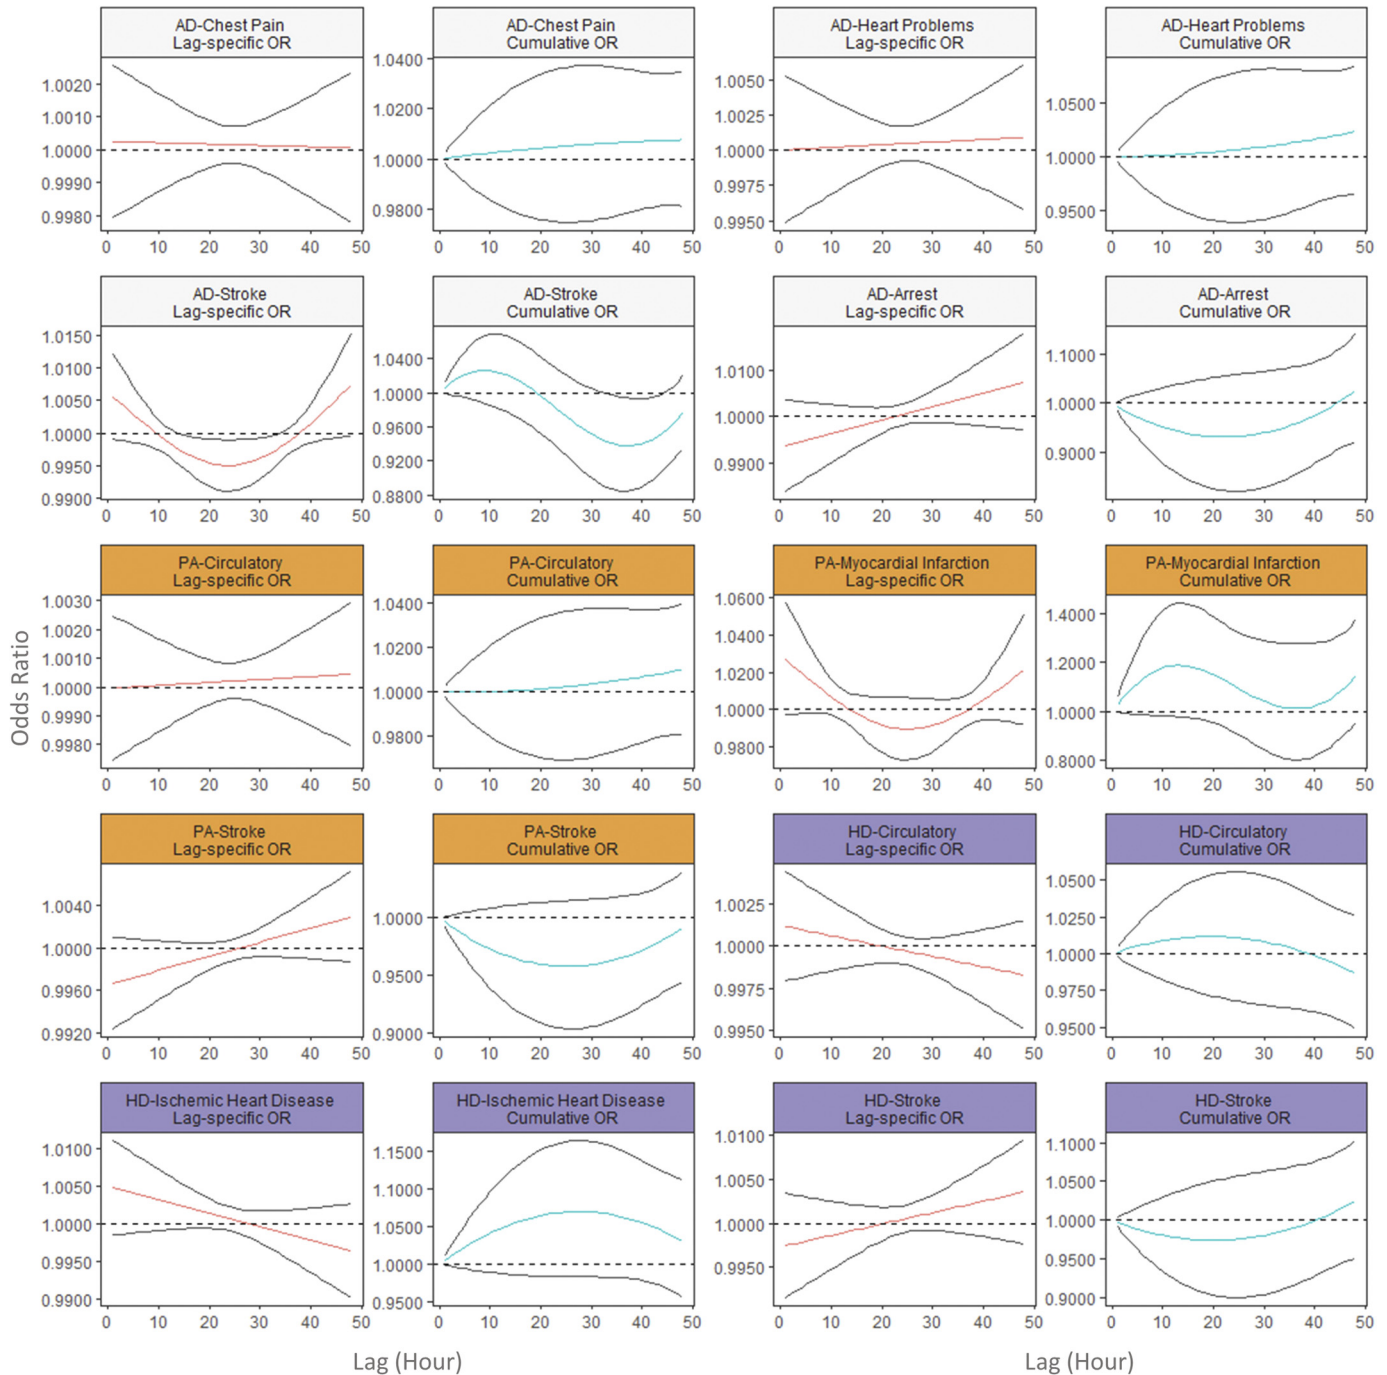 AD-Chest Pain
Lag-specific OR
AD-Chest Pain
Cumulative OR
AD-Heart Problems
Lag-specific OR
AD-Heart Problems
Cumulative OR
1.0020
1.0010
1.0000
0.9990
0.9980
1.0400
1.0200
1.0000
0.9800
1.0050
1.0025
1.0000
0.9975
0.9950
1.0500
1.0000
0.9500
0 10 20 30 40 50
0 10 20 30 40 50
0 10 20 30 40 50
0 10 20 30 40 50
AD-Stroke
Lag-specific OR
AD-Stroke
Cumulative OR
AD-Arrest
Lag-specific OR
AD-Arrest
Cumulative OR
1.0150
1.0100
1.0050
1.0000
0.9950
0.9900
1.0400
1.0000
0.9600
0.9200
0.8800
1.0100
1.0000
0.9900
1.1000
1.0000
0.9000
0 10 20 30 40 50
0 10 20 30 40 50
0 10 20 30 40 50
0 10 20 30 40 50
Odds Ratio
PA-Circulatory
Lag-specific OR
PA-Circulatory
Cumulative OR
PA-Myocardial Infarction
Lag-specific OR
PA-Myocardial Infarction
Cumulative OR
1.0030
1.0020
1.0010
1.0000
0.9990
0.9980
1.0400
1.0200
1.0000
0.9800
1.0600
1.0400
1.0200
1.0000
0.9800
1.4000
1.2000
1.0000
0.8000
0 10 20 30 40 50
0 10 20 30 40 50
0 10 20 30 40 50
0 10 20 30 40 50
PA-Stroke
Lag-specific OR
PA-Stroke
Cumulative OR
HD-Circulatory
Lag-specific OR
HD-Circulatory
Cumulative OR
1.0040
1.0000
0.9960
0.9920
1.0000
0.9500
0.9000
1.0025
1.0000
0.9975
0.9950
1.0500
1.0250
1.0000
0.9750
0.9500
0 10 20 30 40 50
0 10 20 30 40 50
0 10 20 30 40 50
0 10 20 30 40 50
HD-Ischemic Heart Disease
Lag-specific OR
HD-Ischemic Heart Disease
Cumulative OR
HD-Stroke
Lag-specific OR
HD-Stroke
Cumulative OR
1.0100
1.0050
1.0000
0.9950
0.9900
1.1500
1.1000
1.0500
1.0000
0.9500
1.0100
1.0050
1.0000
0.9950
1.1000
1.0500
1.0000
0.9500
0.9000
0 10 20 30 40 50
0 10 20 30 40 50
0 10 20 30 40 50
0 10 20 30 40 50
Lag (Hour)
Lag (Hour)